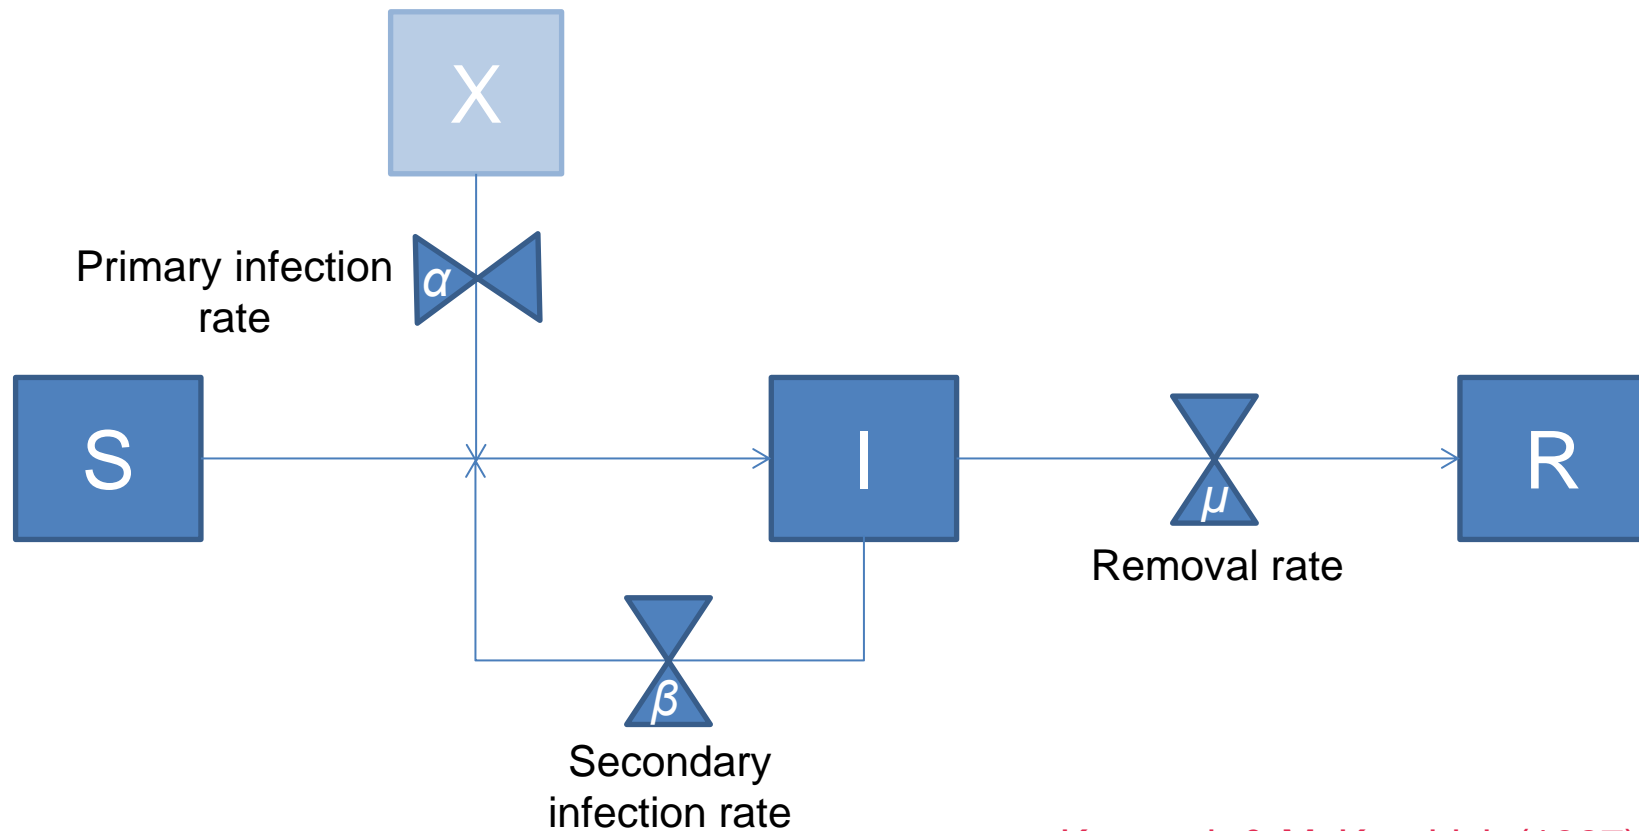 X
Primary infection
rate
α
S
I
R
μ
Removal rate
β
Secondary
infection rate